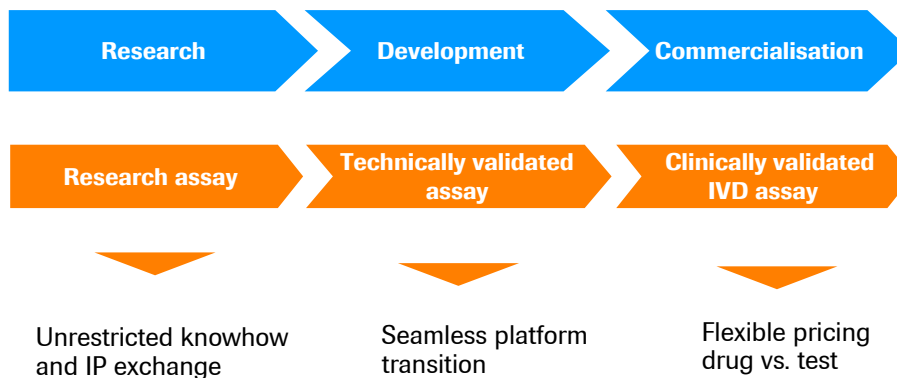 Research
Development
Commercialisation
Research assay
Technically validated
assay
Clinically validated
IVD assay
Unrestricted knowhow
and IP exchange
Seamless platform
transition
Flexible pricing
drug vs. test